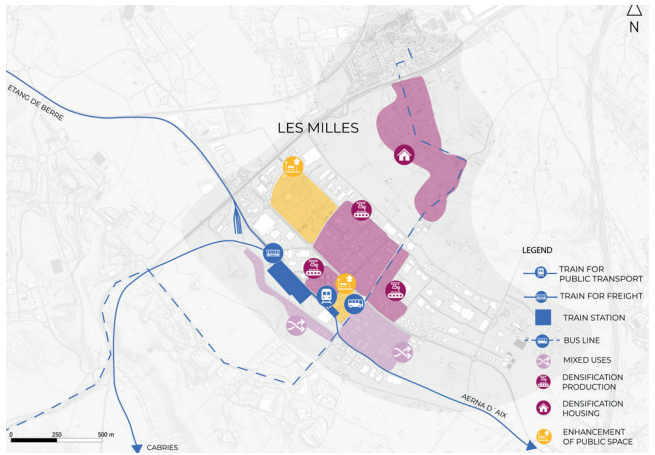 N
ETANG DE BERRE
LES MILLES
LEGEND
TRAIN FOR
PUBLIC TRANSPORT
TRAIN FOR FREIGHT
TRAIN STATION
BUS LINE
MIXED USES
DENSIFICATION
PRODUCTION
DENSIFICATION
HOUSING
ENHANCEMENT
OF PUBLIC SPACE
AERNA D´AIX
0 250 500 m
CABRIES